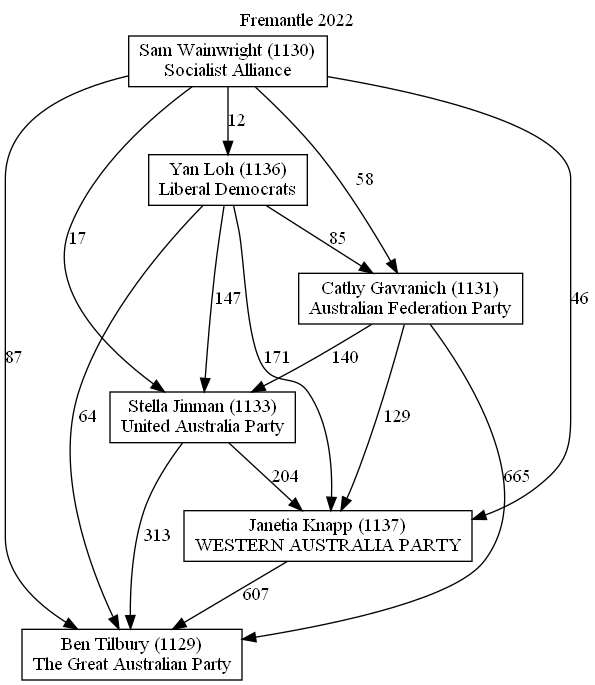 Fremantle 2022
Sam Wainwright (1130)
Socialist Alliance
12
Yan Loh (1136)
Liberal Democrats
58
17
85
Cathy Gavranich (1131)
Australian Federation Party
147
46
87
171
140
64
Stella Jinman (1133)
United Australia Party
129
204
665
Janetia Knapp (1137)
WESTERN AUSTRALIA PARTY
313
607
Ben Tilbury (1129)
The Great Australian Party